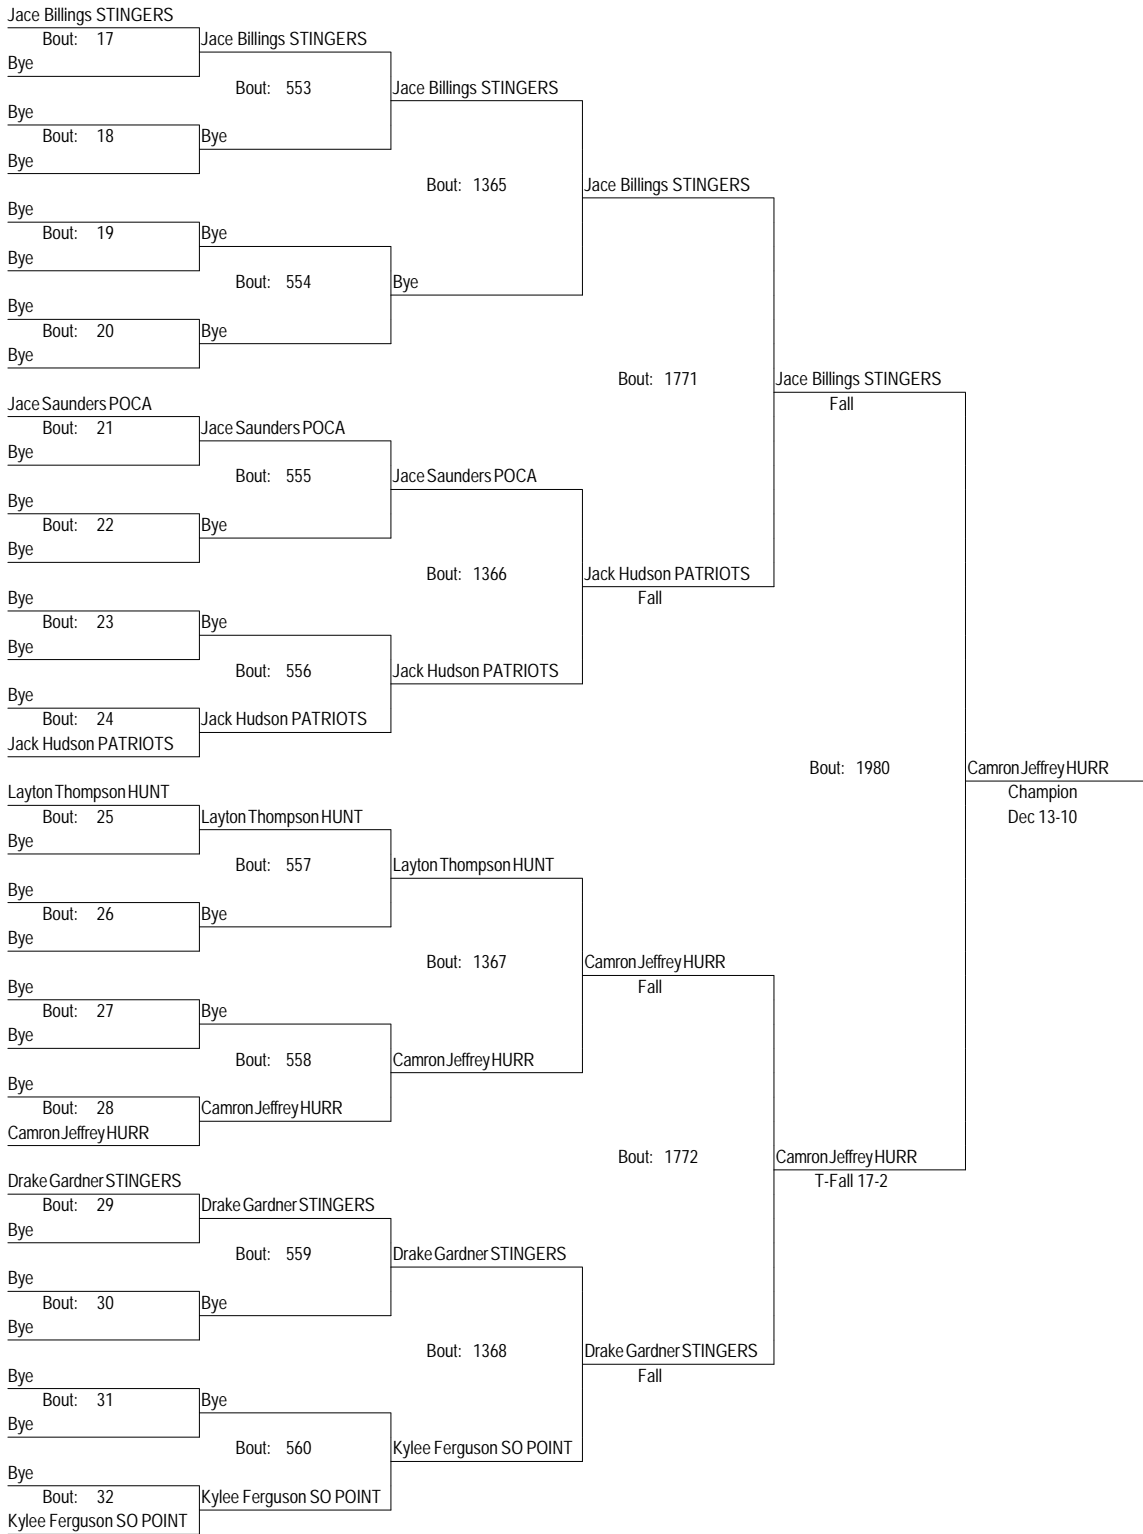 Jace Billings STINGERS
Bout: 17
Jace Billings STINGERS
Bye
Bout: 553
Jace Billings STINGERS
Bye
Bout: 18
Bye
Bye
Bout: 1365
Jace Billings STINGERS
Bye
Bout: 19
Bye
Bye
Bout: 554
Bye
Bye
Bout: 20
Bye
Bye
Bout: 1771
Jace Billings STINGERS
Fall
Jace Saunders POCA
Bout: 21
Jace Saunders POCA
Bye
Bout: 555
Jace Saunders POCA
Bye
Bout: 22
Bye
Bye
Bout: 1366
Jack Hudson PATRIOTS
Fall
Bye
Bout: 23
Bye
Bye
Bout: 556
Jack Hudson PATRIOTS
Bye
Bout: 24
Jack Hudson PATRIOTS
Jack Hudson PATRIOTS
Bout: 1980
Camron Jeffrey HURR
Champion
Dec 13-10
Layton Thompson HUNT
Bout: 25
Layton Thompson HUNT
Bye
Bout: 557
Layton Thompson HUNT
Bye
Bout: 26
Bye
Bye
Bout: 1367
Camron Jeffrey HURR
Fall
Bye
Bout: 27
Bye
Bye
Bout: 558
Camron Jeffrey HURR
Bye
Bout: 28
Camron Jeffrey HURR
Camron Jeffrey HURR
Bout: 1772
Camron Jeffrey HURR
T-Fall 17-2
Drake Gardner STINGERS
Bout: 29
Drake Gardner STINGERS
Bye
Bout: 559
Drake Gardner STINGERS
Bye
Bout: 30
Bye
Bye
Bout: 1368
Drake Gardner STINGERS
Fall
Bye
Bout: 31
Bye
Bye
Bout: 560
Kylee Ferguson SO POINT
Bye
Bout: 32
Kylee Ferguson SO POINT
Kylee Ferguson SO POINT